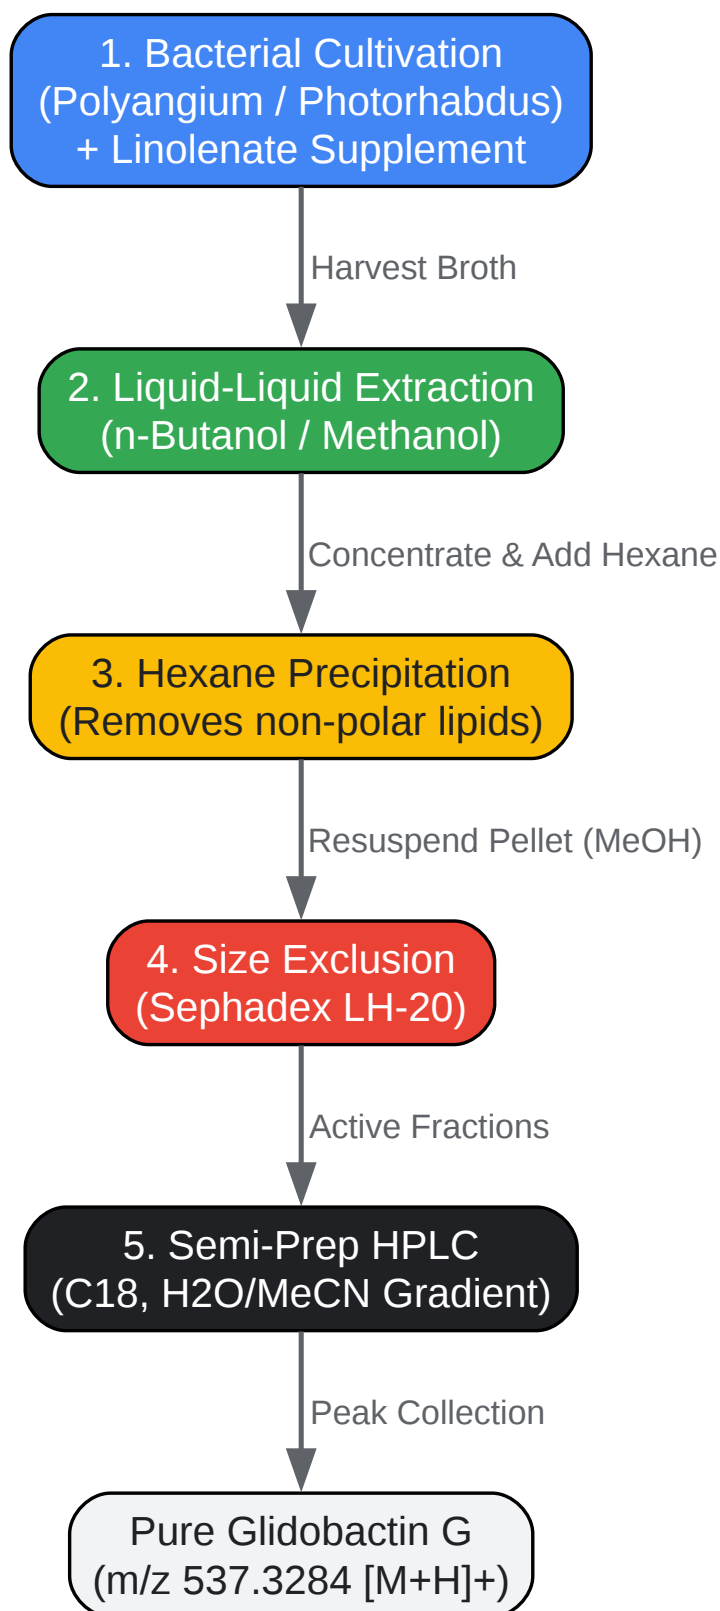 1. Bacterial Cultivation
(Polyangium / Photorhabdus)
+ Linolenate Supplement
Harvest Broth
2. Liquid-Liquid Extraction
(n-Butanol / Methanol)
Concentrate & Add Hexane
3. Hexane Precipitation
(Removes non-polar lipids)
Resuspend Pellet (MeOH)
4. Size Exclusion
(Sephadex LH-20)
Active Fractions
5. Semi-Prep HPLC
(C18, H2O/MeCN Gradient)
Peak Collection
Pure Glidobactin G
(m/z 537.3284 [M+H]+)